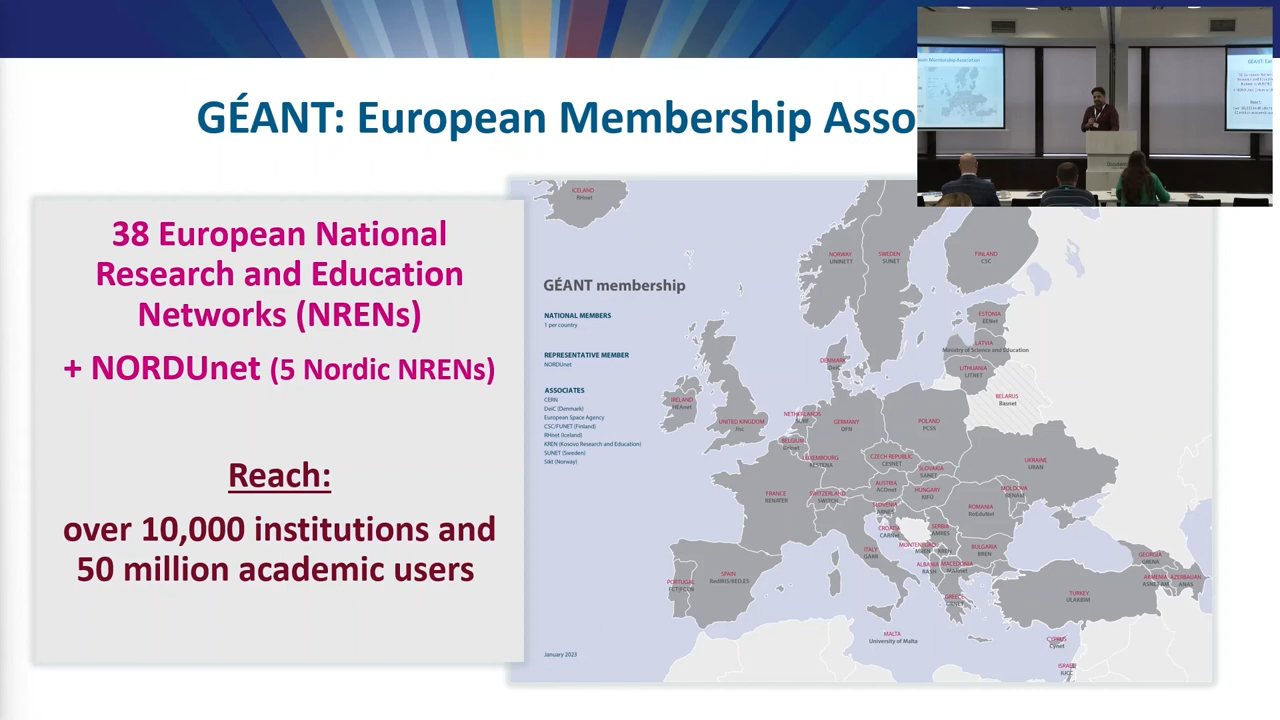 GÉANT: European Membership Asso
38 European National
Research and Education
Networks (NRENs)
+ NORDUnet (5 Nordic NRENs)
Reach:
over 10,000 institutions and
50 million academic users
GÉANT membership
NATIONAL MEMBERS
1 per country
REPRESENTATIVE MEMBER
NORDUnet
ASSOCIATES
CERN
DeiC (Denmark)
European Space Agency
CSC/FUNET (Finland)
RHnet (Iceland)
KREN (Kosovo Research and Education)
SUNET (Sweden)
Sikt (Norway)
January 2023
ICELAND
RHnet
NORWAY
UNINETT
SWEDEN
SUNET
FINLAND
CSC
ESTONIA
EENet
LATVIA
Ministry of Science and Education
LITHUANIA
LITNET
BELARUS
Basnet
DENMARK
DeiC
IRELAND
HEAnet
UNITED KINGDOM
Jisc
NETHERLANDS
SURF
BELGIUM
Belnet
LUXEMBOURG
RESTENA
GERMANY
DFN
POLAND
PCSS
CZECH REPUBLIC
CESNET
SLOVAKIA
SANET
UKRAINE
URAN
AUSTRIA
ACOnet
HUNGARY
KIFÜ
MOLDOVA
RENAM
FRANCE
RENATER
SWITZERLAND
SWITCH
SLOVENIA
ARNES
ROMANIA
RoEduNet
CROATIA
CARNet
SERBIA
AMRES
MONTENEGRO
MREN
KREN
ITALY
GARR
BULGARIA
BREN
ALBANIA
RASH
MACEDONIA
MARnet
GREECE
GRNET
PORTUGAL
FCT|FCCN
SPAIN
RedIRIS/RED.ES
TURKEY
ULAKBIM
GEORGIA
GRENA
ARMENIA
ASNET-AM
AZERBAIJAN
ANAS
MALTA
University of Malta
CYPRUS
Cynet
ISRAEL
IUCC